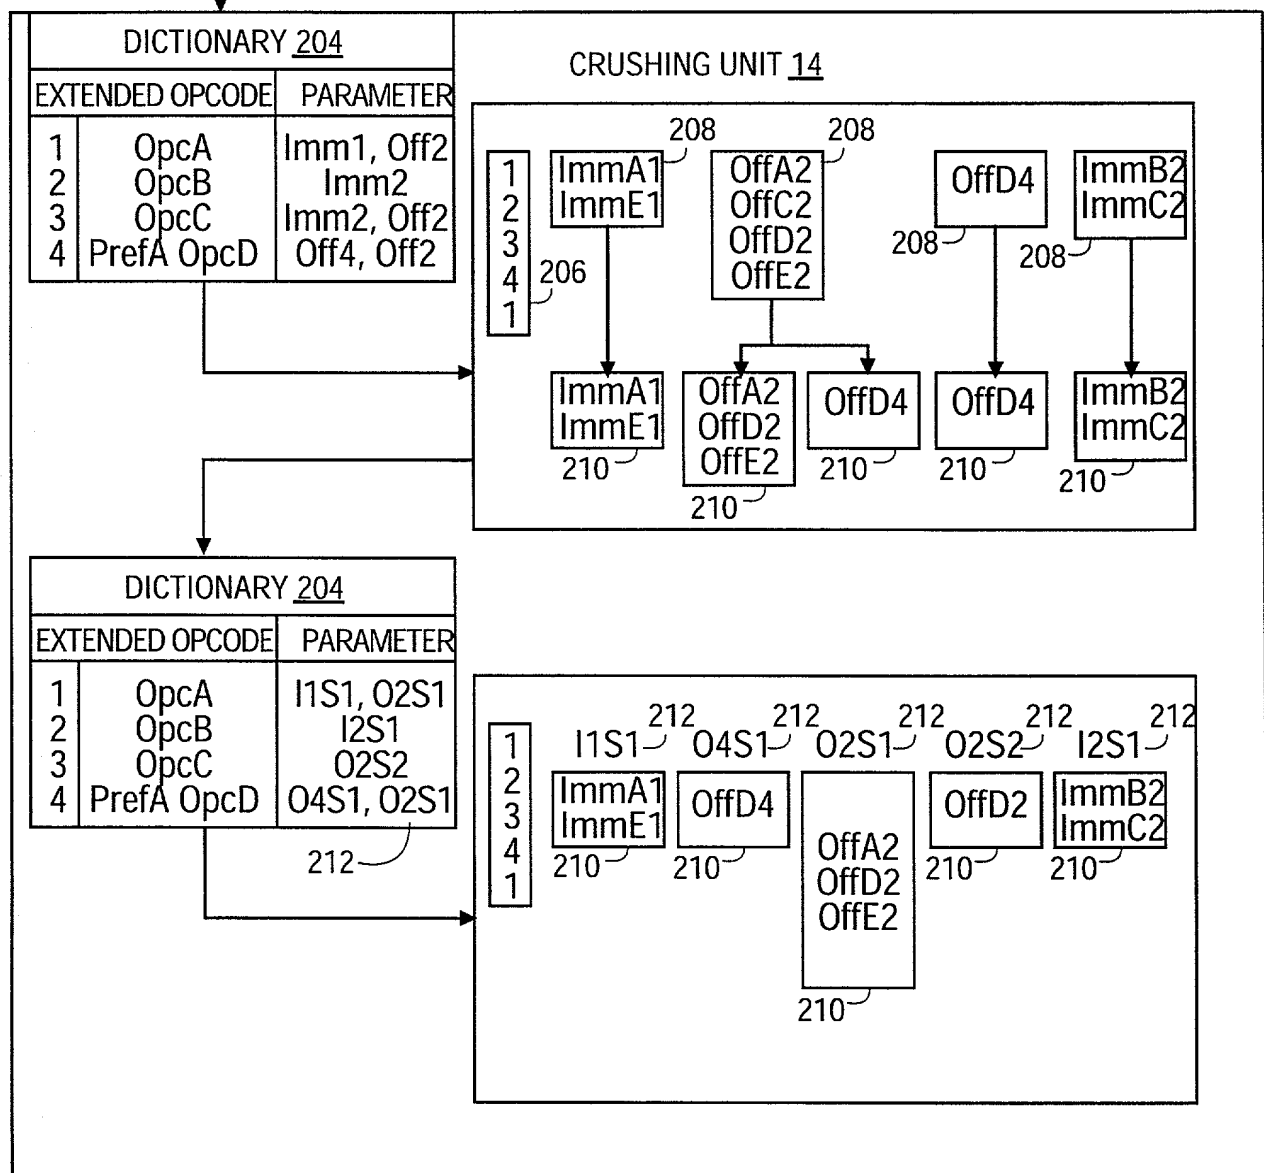 DICTIONARY 204
EXTENDED OPCODE PARAMETER
1 OpcA Imm1, Off2
2 OpcB Imm2
3 OpcC Imm2, Off2
4 PrefA OpcD Off4, Off2
CRUSHING UNIT 14
1
2
3
4
1
206
ImmA1
ImmE1
208
OffA2
OffC2
OffD2
OffE2
208
OffD4
208
ImmB2
ImmC2
208
ImmA1
ImmE1
210
OffA2
OffD2
OffE2
210
OffD4
210
OffD4
210
ImmB2
ImmC2
210
DICTIONARY 204
EXTENDED OPCODE PARAMETER
1 OpcA I1S1, O2S1
2 OpcB I2S1
3 OpcC O2S2
4 PrefA OpcD O4S1, O2S1
212
1
2
3
4
1
I1S1 212
ImmA1
ImmE1
210
O4S1 212
OffD4
210
O2S1 212
OffA2
OffD2
OffE2
210
O2S2 212
OffD2
210
I2S1 212
ImmB2
ImmC2
210